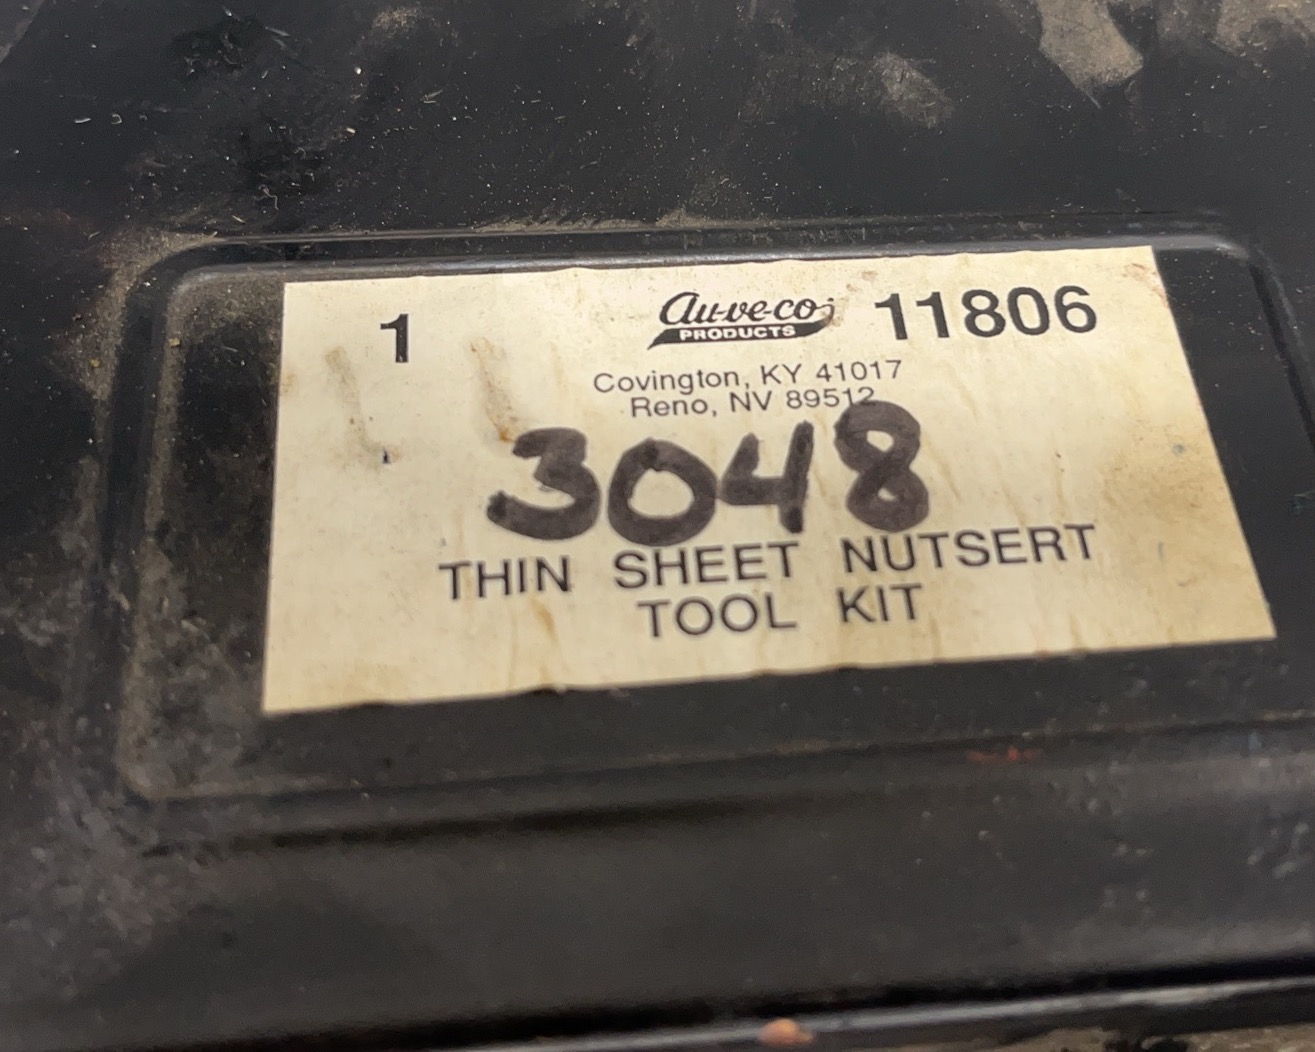 1 Au-ve-co 11806
PRODUCTS
Covington, KY 41017
Reno, NV 89512
3048
THIN SHEET NUTSERT
TOOL KIT